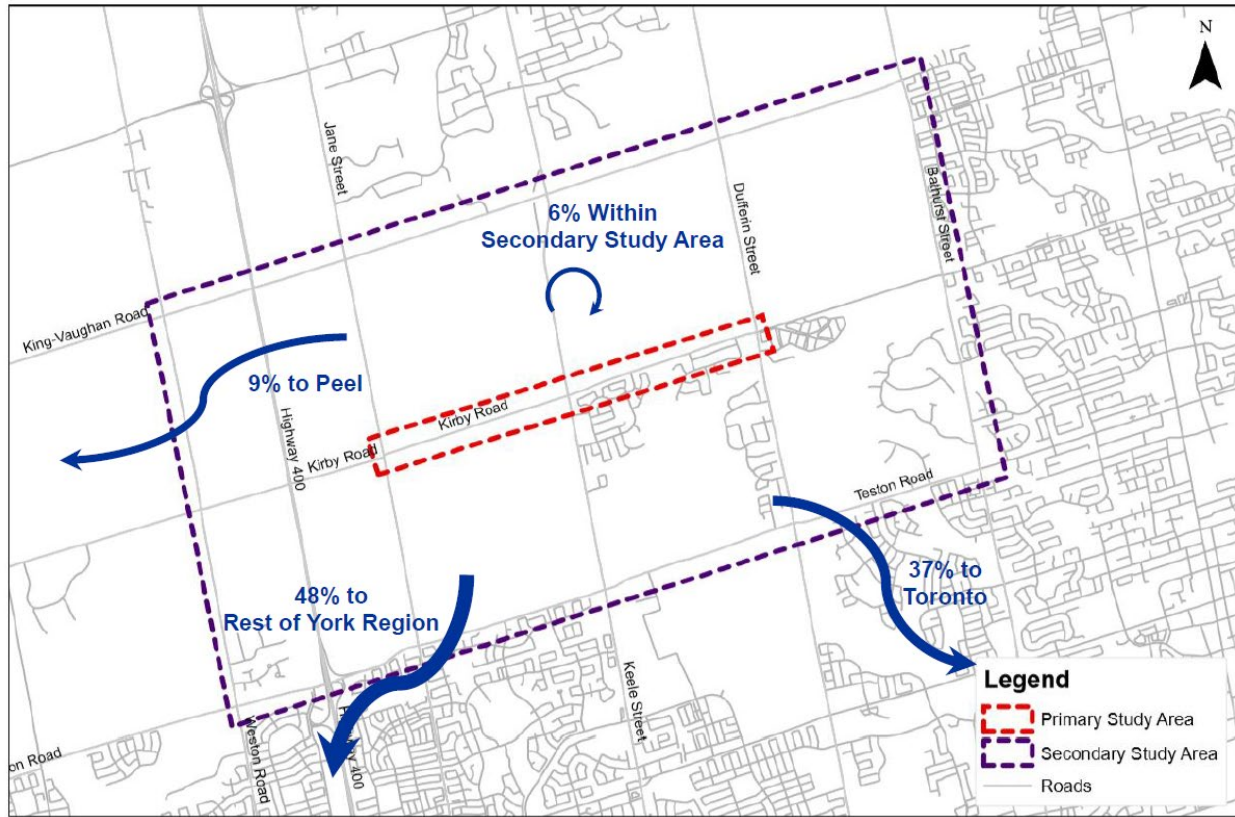 N
Jane Street
6% Within
Secondary Study Area
Dufferin Street
Bathurst Street
King-Vaughan Road
9% to Peel
Highway 400
Kirby Road
Kirby Road
Teston Road
48% to
Rest of York Region
37% to
Toronto
Keele Street
Weston Road
Highway 400
on Road
Legend
Primary Study Area
Secondary Study Area
Roads